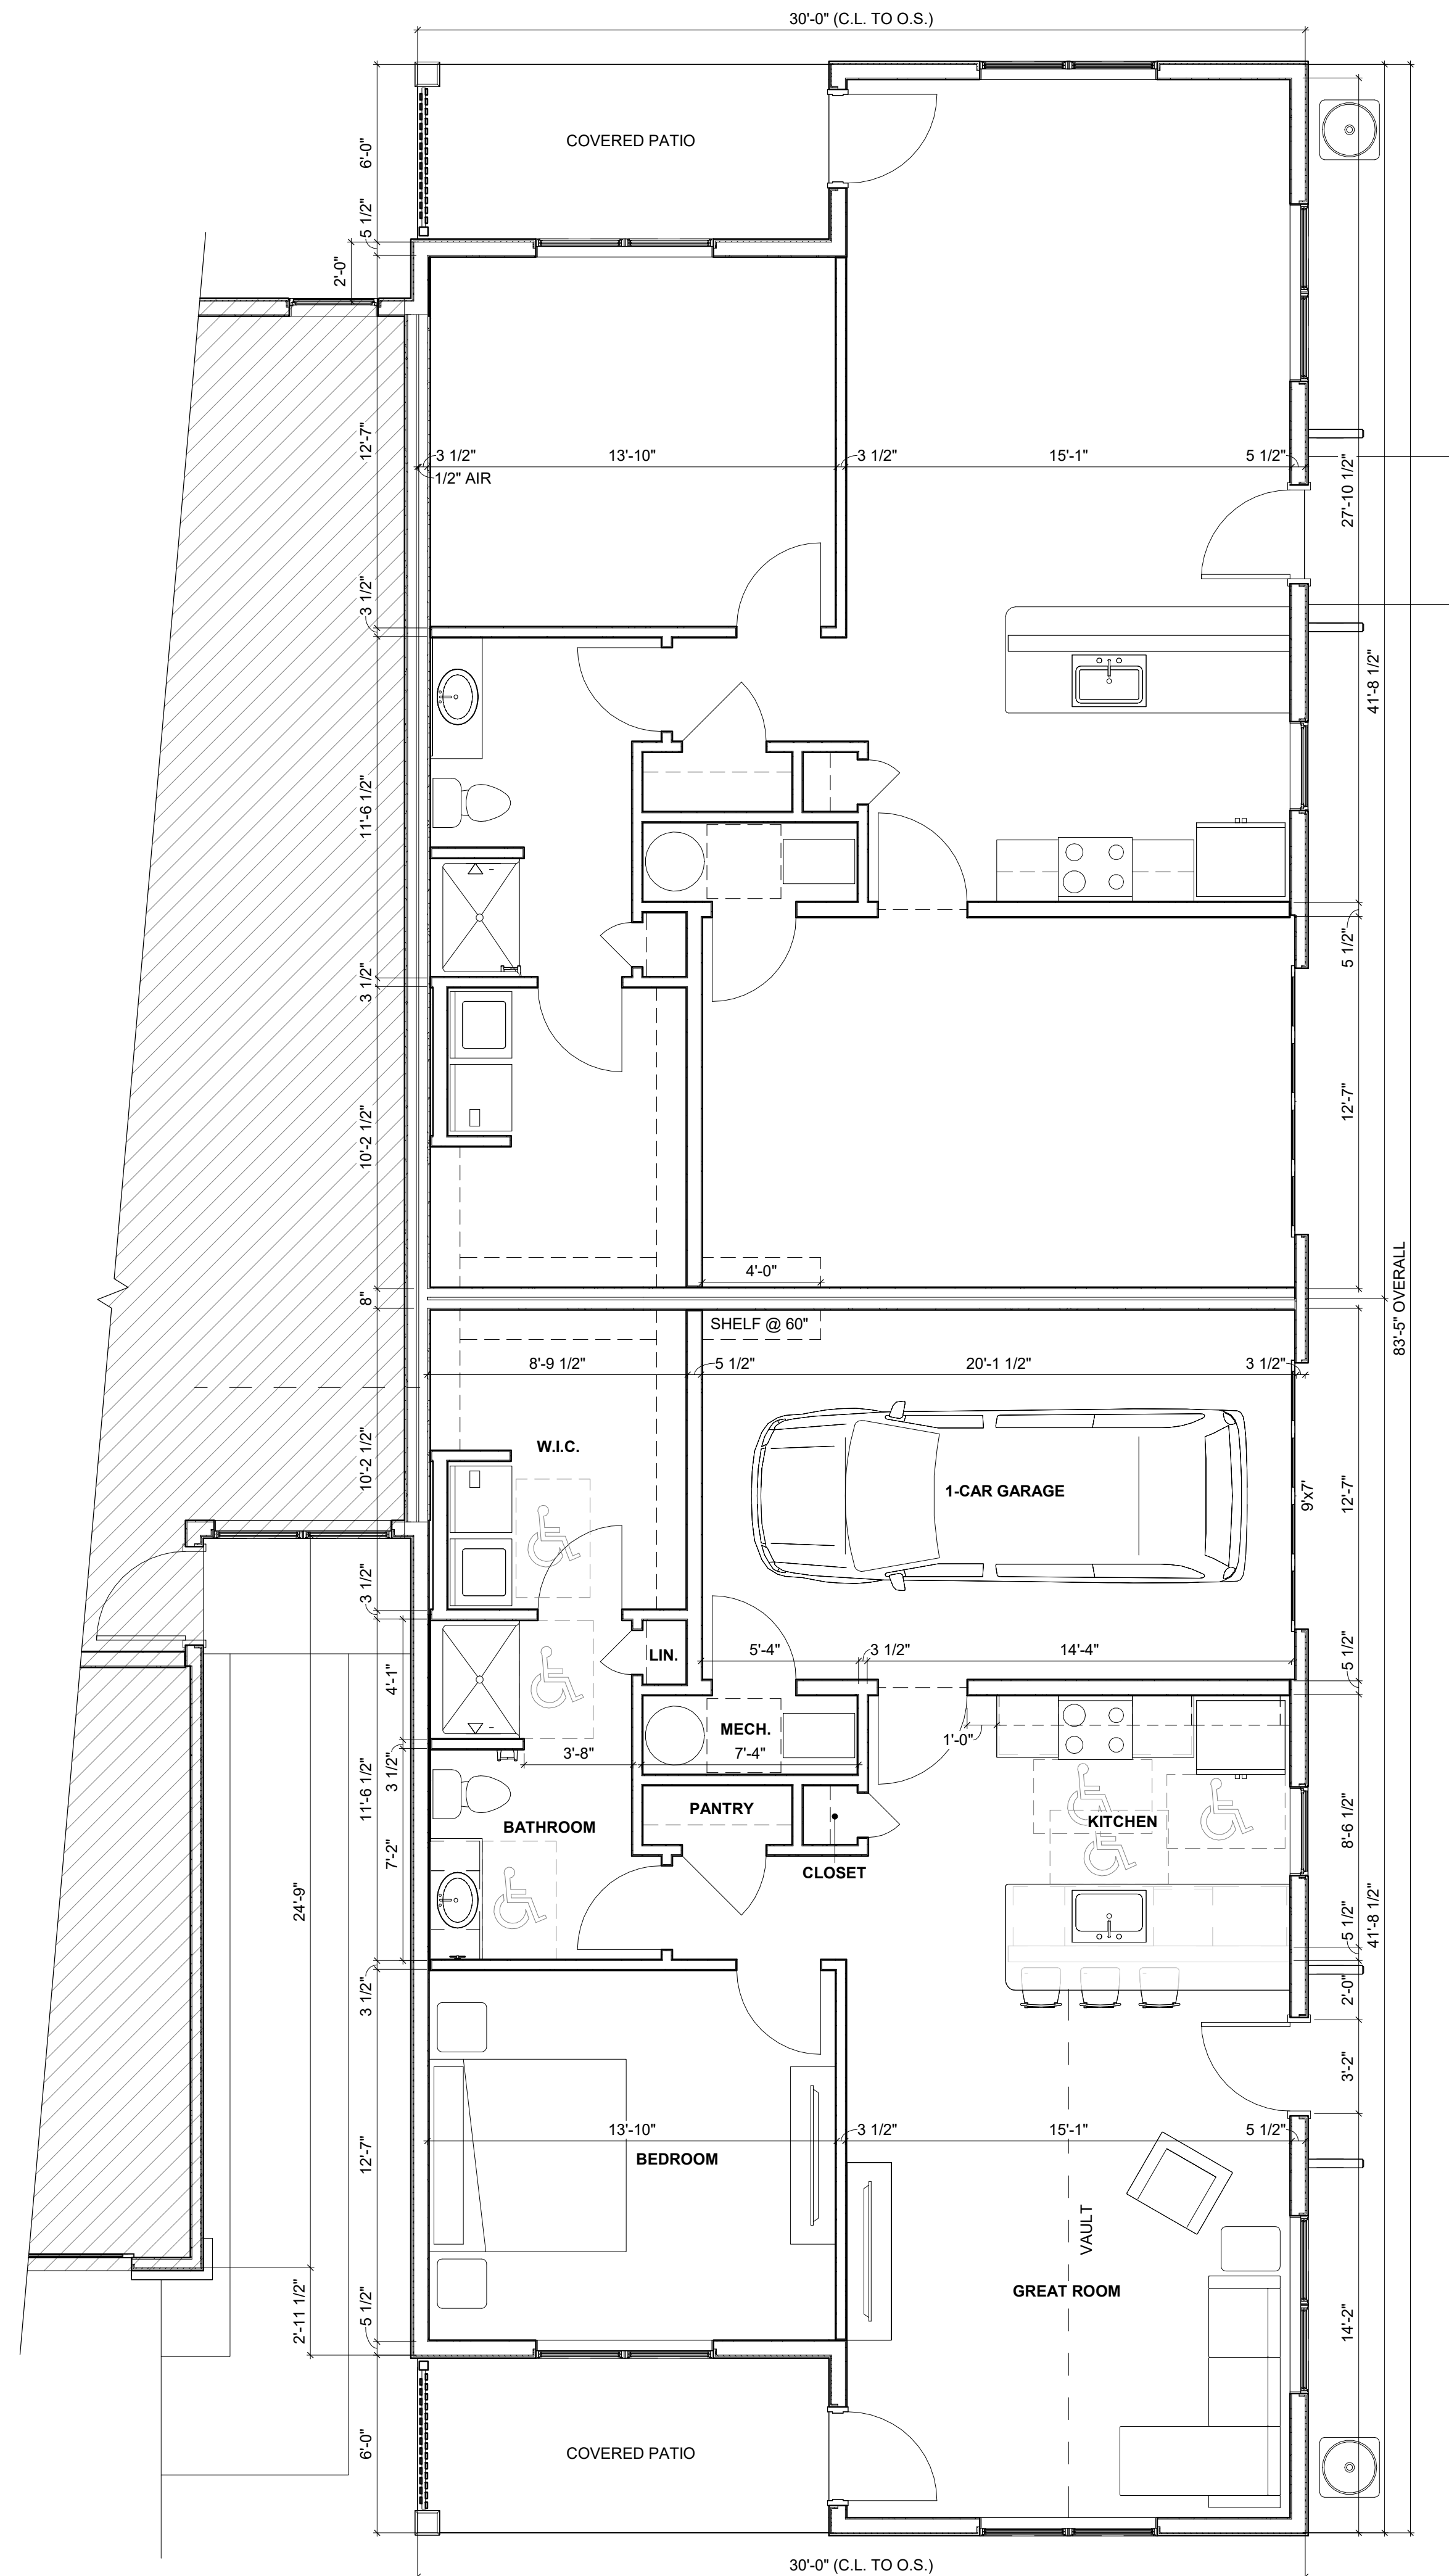 30'-0" (C.L. TO O.S.)
COVERED PATIO
6'-0"
5 1/2"
2'-0"
12'-7"
3 1/2"
1/2" AIR
13'-10"
3 1/2"
15'-1"
5 1/2"
27'-10 1/2"
3 1/2"
41'-8 1/2"
11'-6 1/2"
5 1/2"
3 1/2"
10'-2 1/2"
12'-7"
4'-0"
8"
83'-5" OVERALL
SHELF @ 60"
8'-9 1/2"
5 1/2"
20'-1 1/2"
3 1/2"
W.I.C.
10'-2 1/2"
1-CAR GARAGE
9'x7'
12'-7"
3 1/2"
LIN.
5'-4"
3 1/2"
14'-4"
5 1/2"
4'-1"
MECH.
1'-0"
3'-8"
7'-4"
3 1/2"
11'-6 1/2"
PANTRY
BATHROOM
KITCHEN
8'-6 1/2"
7'-2"
CLOSET
24'-9"
5 1/2"
41'-8 1/2"
3 1/2"
2'-0"
3'-2"
13'-10"
3 1/2"
15'-1"
5 1/2"
12'-7"
BEDROOM
VAULT
GREAT ROOM
2'-11 1/2"
5 1/2"
14'-2"
6'-0"
COVERED PATIO
30'-0" (C.L. TO O.S.)